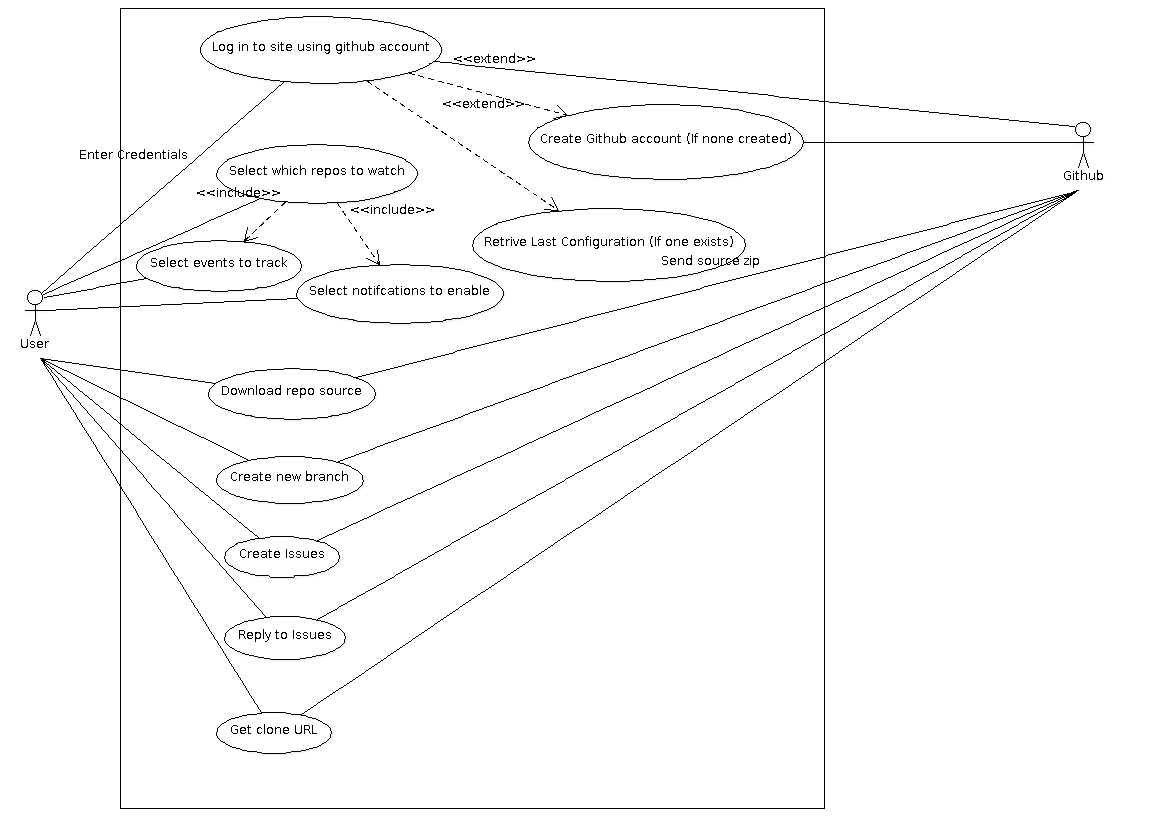 Log in to site using github account
<<extend>>
<<extend>>
Create Github account (If none created)
Enter Credentials
Select which repos to watch
Github
<<include>>
<<include>>
Retrive Last Configuration (If one exists)
Send source zip
Select events to track
Select notifcations to enable
User
Download repo source
Create new branch
Create Issues
Reply to Issues
Get clone URL